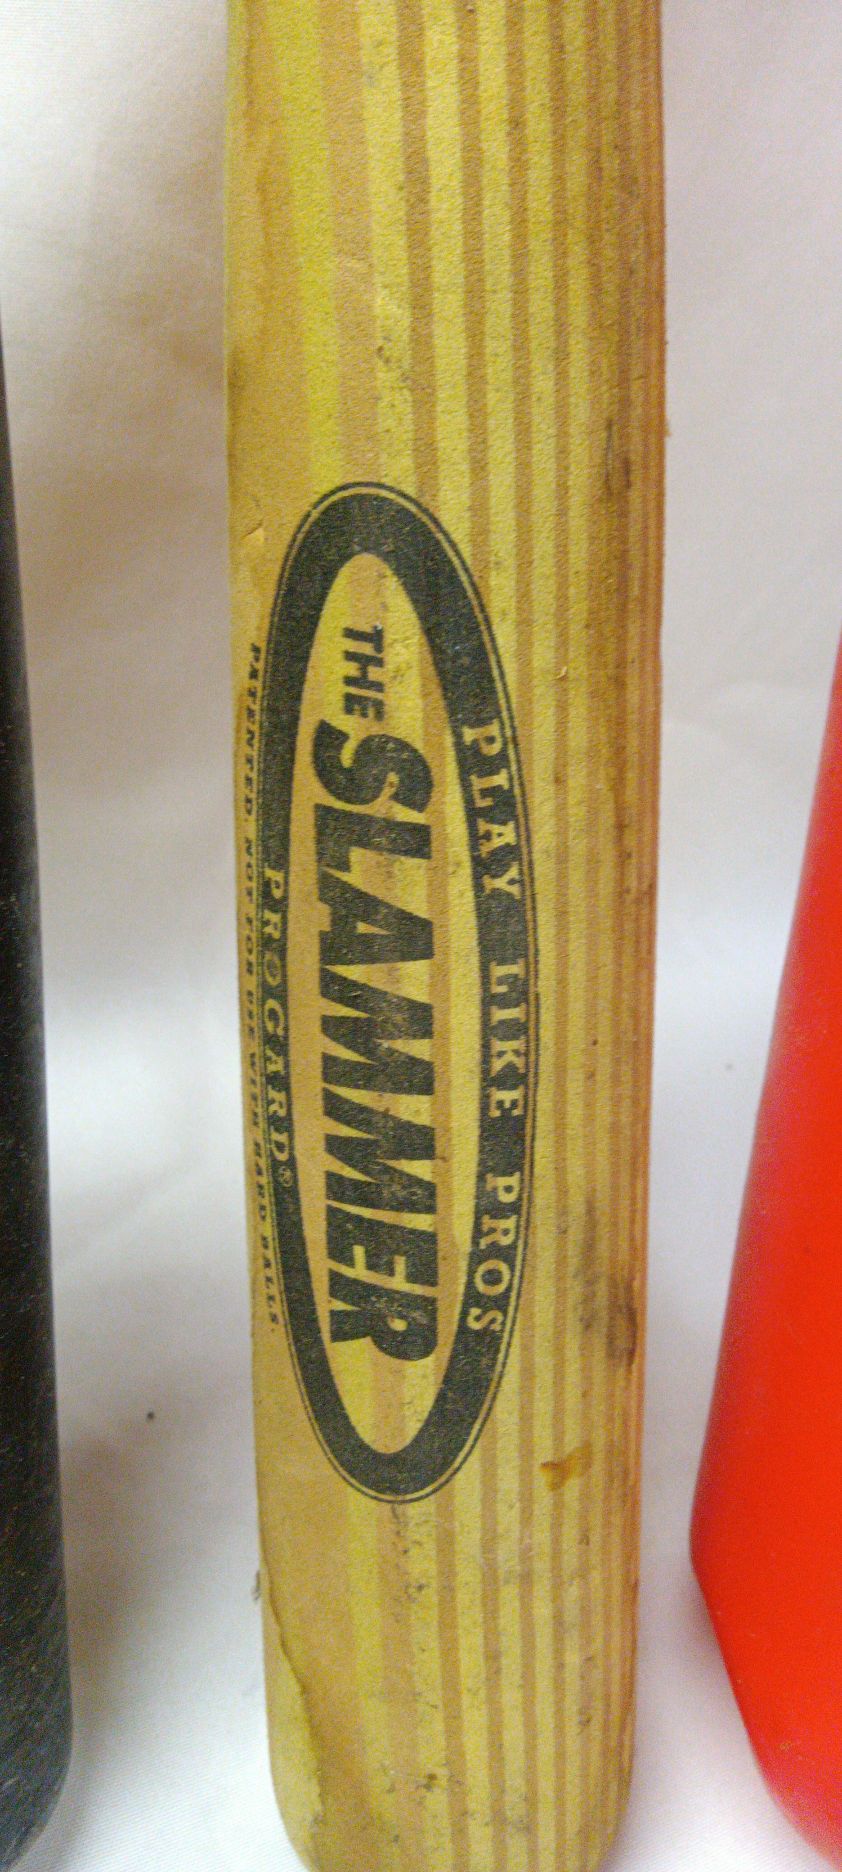 PLAY LIKE PROS
THE SLAMMER
PROCARD®
PATENTED. NOT FOR USE WITH HARD BALLS.